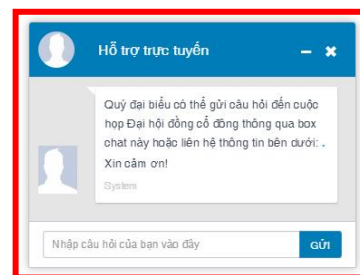 Hỗ trợ trực tuyến
Quý đại biểu có thể gửi câu hỏi đến cuộc
họp Đại hội đồng cổ đông thông qua box
chat này hoặc liên hệ thông tin bên dưới: .
Xin cảm ơn!
System
Nhập câu hỏi của bạn vào đây
GỬI